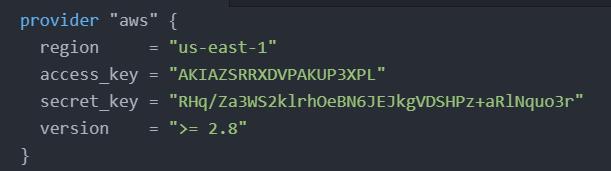 provider "aws" {
region = "us-east-1"
access_key = "AKIAZSRRXDVPAKUP3XPL"
secret_key = "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"
version = ">= 2.8"
}